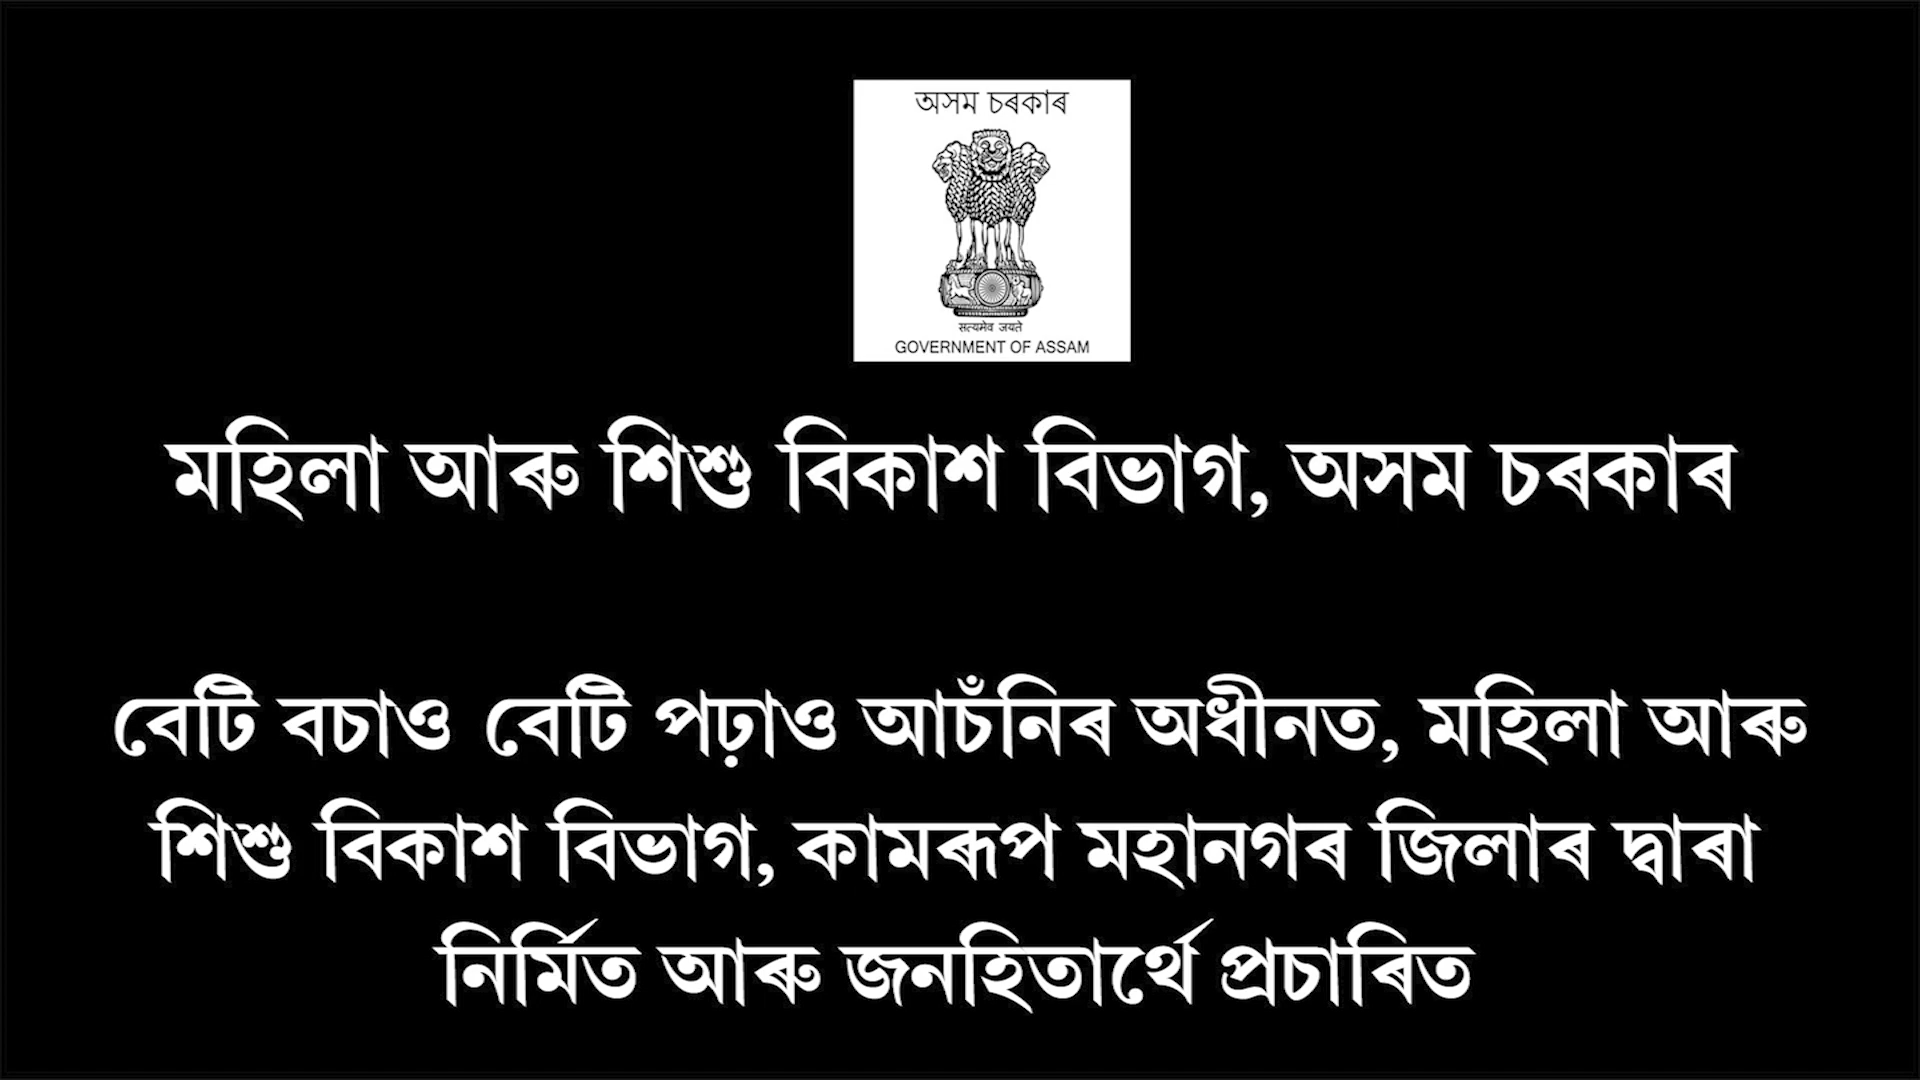 অসম চৰকাৰ
सत्यमेव जयते
GOVERNMENT OF ASSAM
মহিলা আৰু শিশু বিকাশ বিভাগ, অসম চৰকাৰ
বেটি বচাও বেটি পঢ়াও আচঁনিৰ অধীনত, মহিলা আৰু
শিশু বিকাশ বিভাগ, কামৰূপ মহানগৰ জিলাৰ দ্বাৰা
নিৰ্মিত আৰু জনহিতাৰ্থে প্ৰচাৰিত